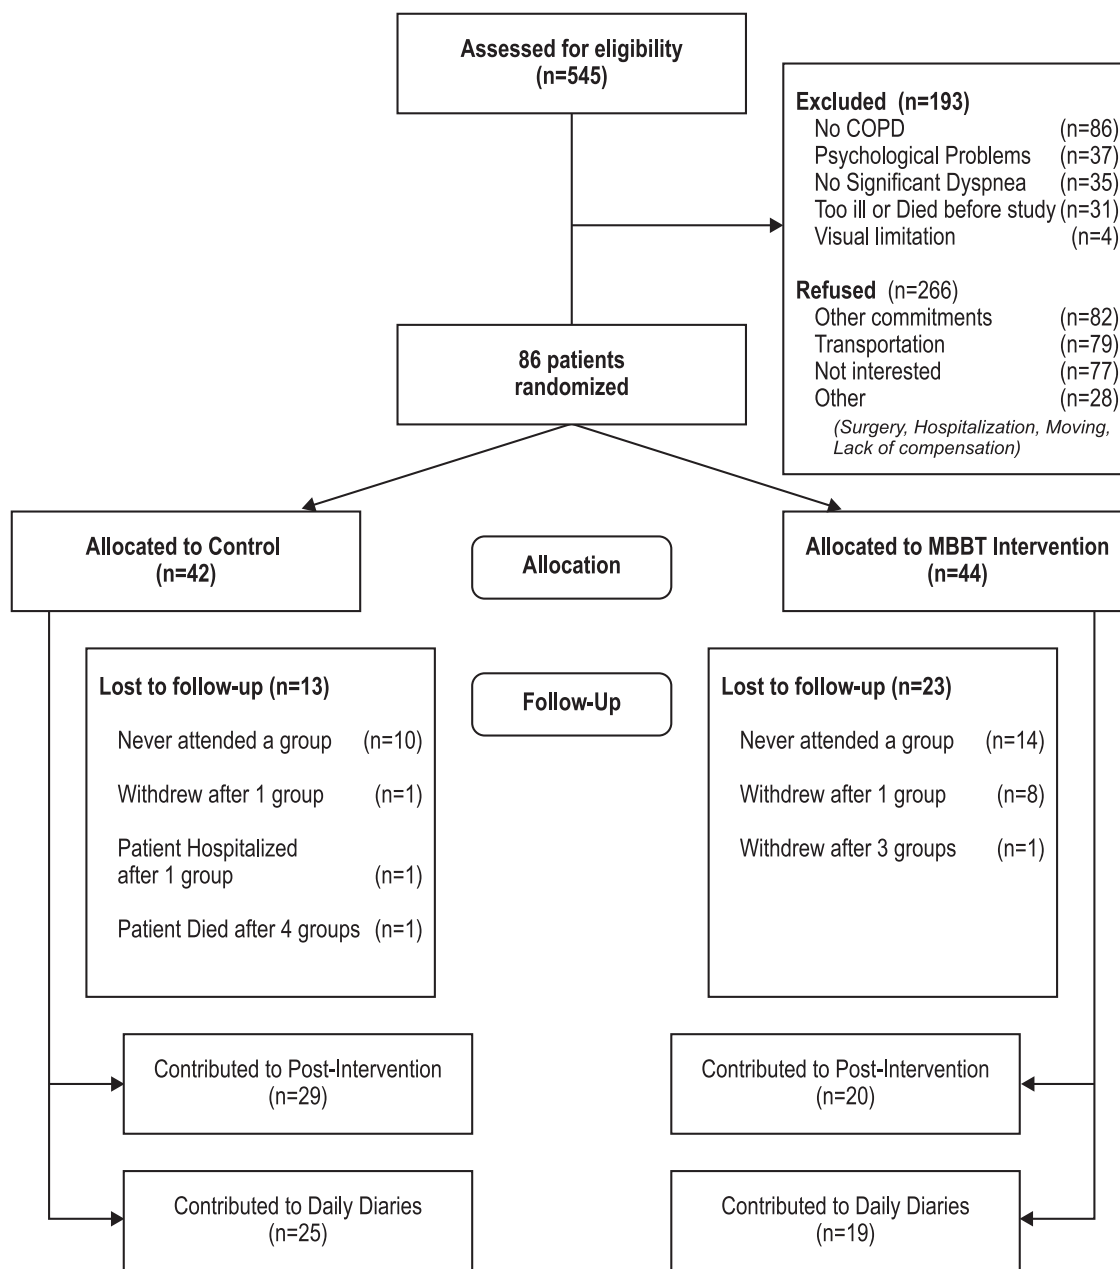 Assessed for eligibility
(n=545)
Excluded (n=193)
No COPD (n=86)
Psychological Problems (n=37)
No Significant Dyspnea (n=35)
Too ill or Died before study (n=31)
Visual limitation (n=4)
Refused (n=266)
Other commitments (n=82)
Transportation (n=79)
Not interested (n=77)
Other (n=28)
(Surgery, Hospitalization, Moving,
Lack of compensation)
86 patients
randomized
Allocated to Control
(n=42)
Allocation
Allocated to MBBT Intervention
(n=44)
Lost to follow-up (n=13)
Never attended a group (n=10)
Withdrew after 1 group (n=1)
Patient Hospitalized
after 1 group (n=1)
Patient Died after 4 groups (n=1)
Follow-Up
Lost to follow-up (n=23)
Never attended a group (n=14)
Withdrew after 1 group (n=8)
Withdrew after 3 groups (n=1)
Contributed to Post-Intervention
(n=29)
Contributed to Post-Intervention
(n=20)
Contributed to Daily Diaries
(n=25)
Contributed to Daily Diaries
(n=19)